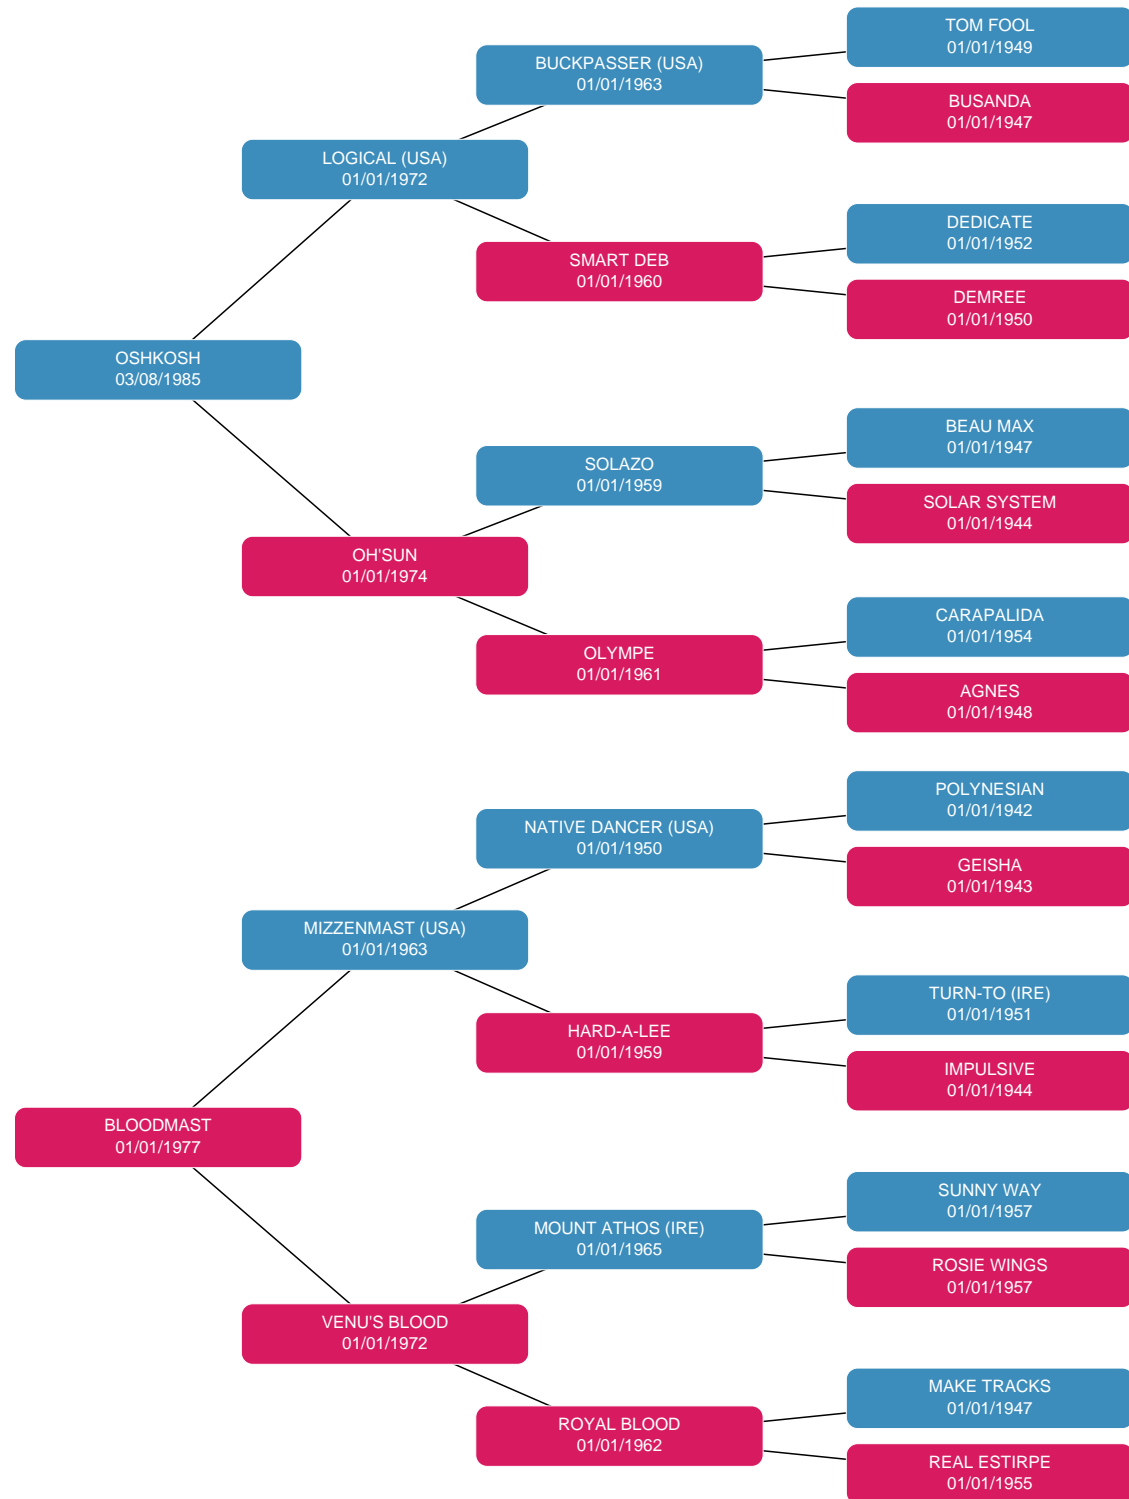 TOM FOOL
01/01/1949
BUCKPASSER (USA)
01/01/1963
BUSANDA
01/01/1947
LOGICAL (USA)
01/01/1972
DEDICATE
01/01/1952
SMART DEB
01/01/1960
DEMREE
01/01/1950
OSHKOSH
03/08/1985
BEAU MAX
01/01/1947
SOLAZO
01/01/1959
SOLAR SYSTEM
01/01/1944
OH'SUN
01/01/1974
CARAPALIDA
01/01/1954
OLYMPE
01/01/1961
AGNES
01/01/1948
POLYNESIAN
01/01/1942
NATIVE DANCER (USA)
01/01/1950
GEISHA
01/01/1943
MIZZENMAST (USA)
01/01/1963
TURN-TO (IRE)
01/01/1951
HARD-A-LEE
01/01/1959
IMPULSIVE
01/01/1944
BLOODMAST
01/01/1977
SUNNY WAY
01/01/1957
MOUNT ATHOS (IRE)
01/01/1965
ROSIE WINGS
01/01/1957
VENU'S BLOOD
01/01/1972
MAKE TRACKS
01/01/1947
ROYAL BLOOD
01/01/1962
REAL ESTIRPE
01/01/1955